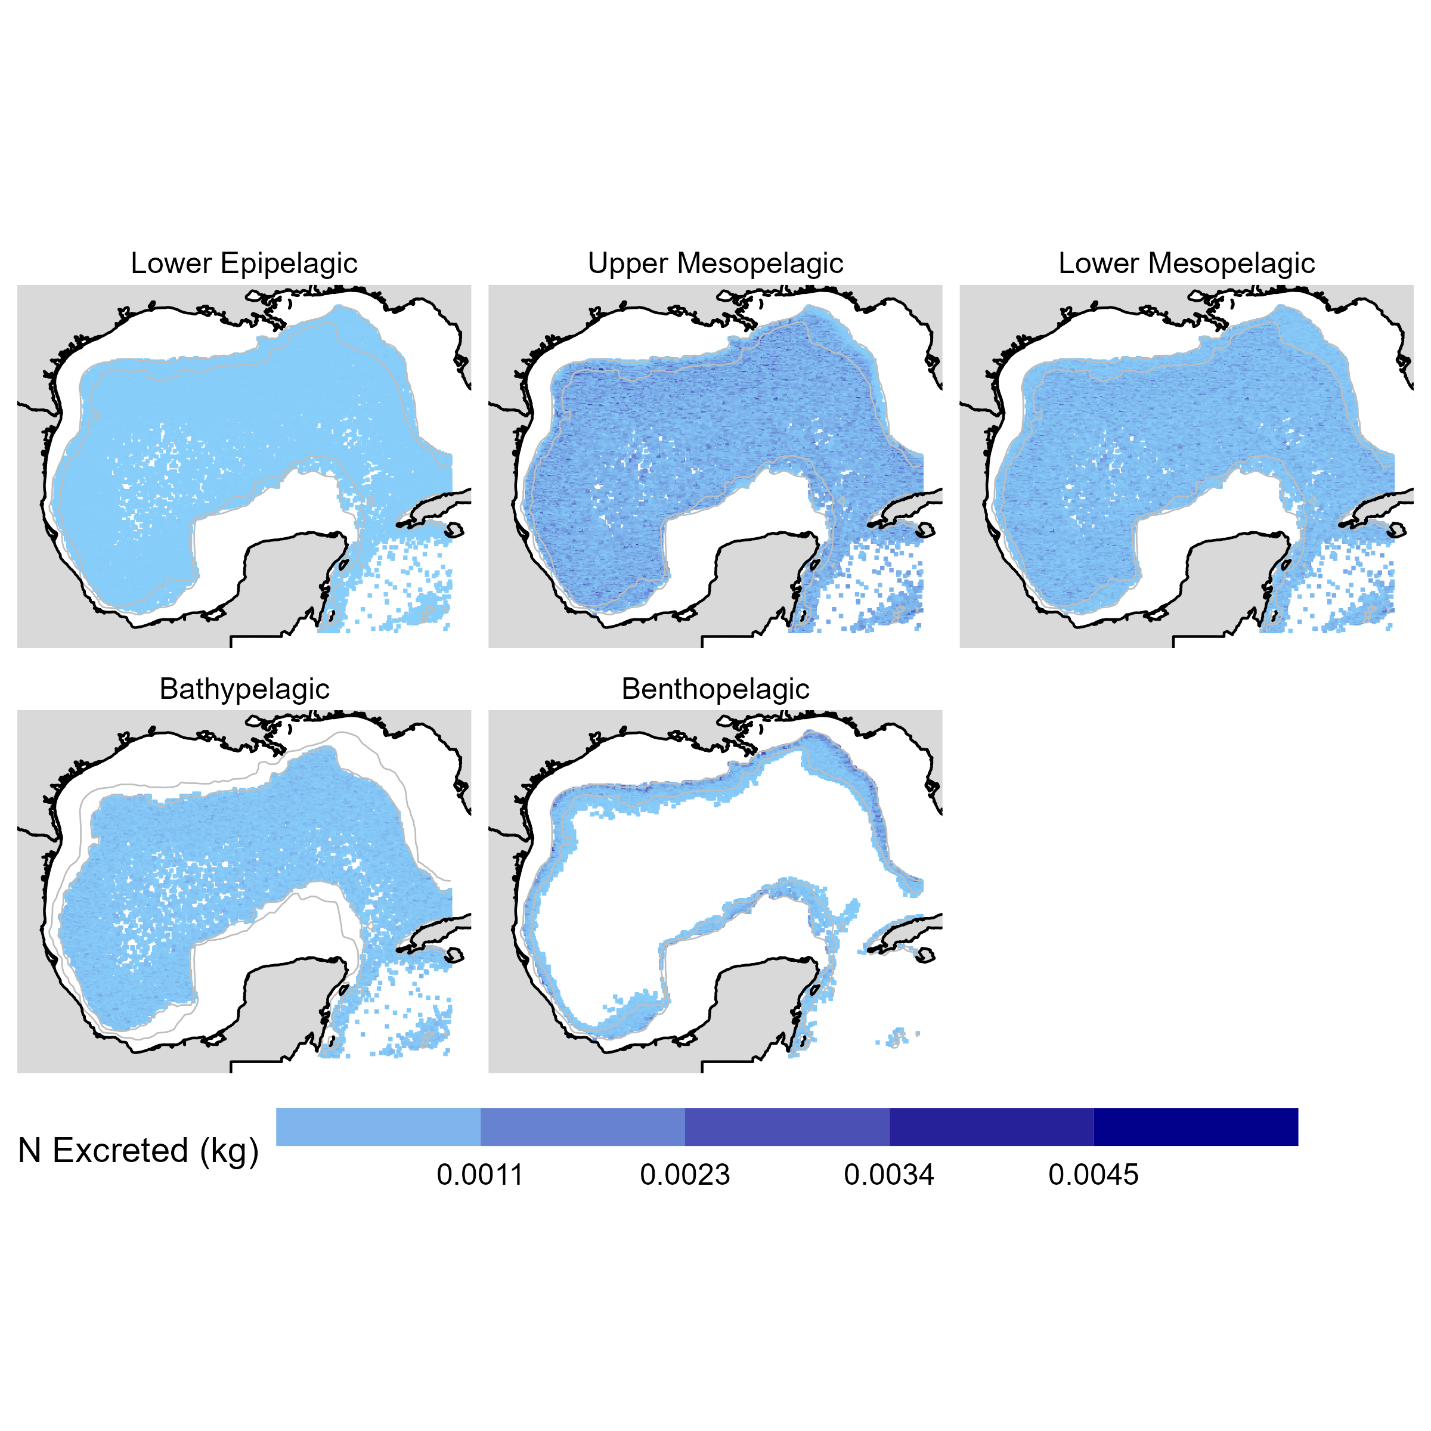 Lower Epipelagic
Upper Mesopelagic
Lower Mesopelagic
Bathypelagic
Benthopelagic
N Excreted (kg)
0.0011
0.0023
0.0034
0.0045